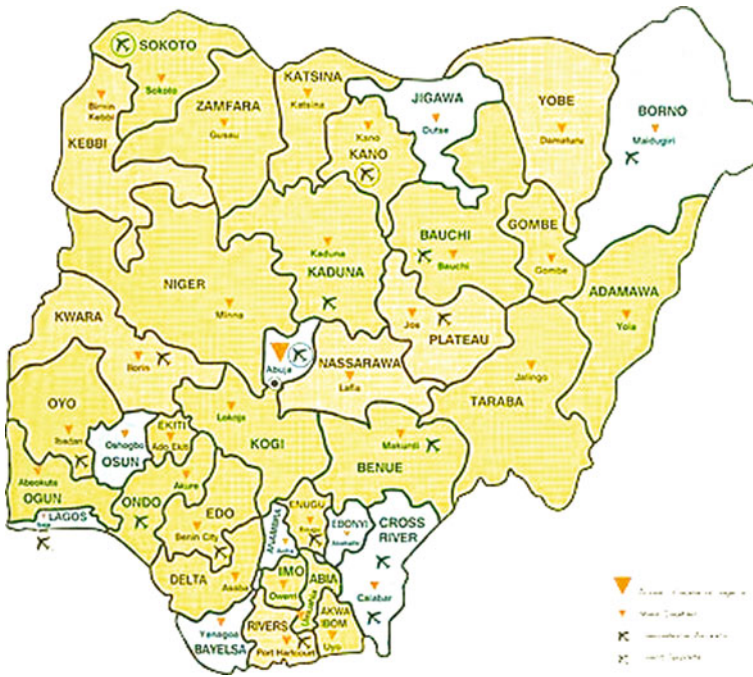 SOKOTO
Sokoto
KATSINA
Katsina
JIGAWA
Dutse
YOBE
Damaturu
BORNO
Maidugiri
Birnin
Kebbi
KEBBI
ZAMFARA
Gusau
Kano
KANO
BAUCHI
Bauchi
GOMBE
Gombe
ADAMAWA
Yola
Kaduna
KADUNA
NIGER
Minna
KWARA
Ilorin
Abuja
NASSARAWA
Lafia
Jos
PLATEAU
Jalingo
TARABA
OYO
Ibadan
Oshogbo
OSUN
EKITI
Ado Ekiti
Lokoja
KOGI
Makurdi
BENUE
Abeokuta
OGUN
LAGOS
Akure
ONDO
EDO
Benin City
ENUGU
Enugu
ANAMBRA
EBONYI
CROSS
RIVER
Calabar
DELTA
Asaba
IMO
Owerri
ABIA
Umuahia
AKWA
IBOM
Uyo
RIVERS
Port Harcourt
Yenagoa
BAYELSA